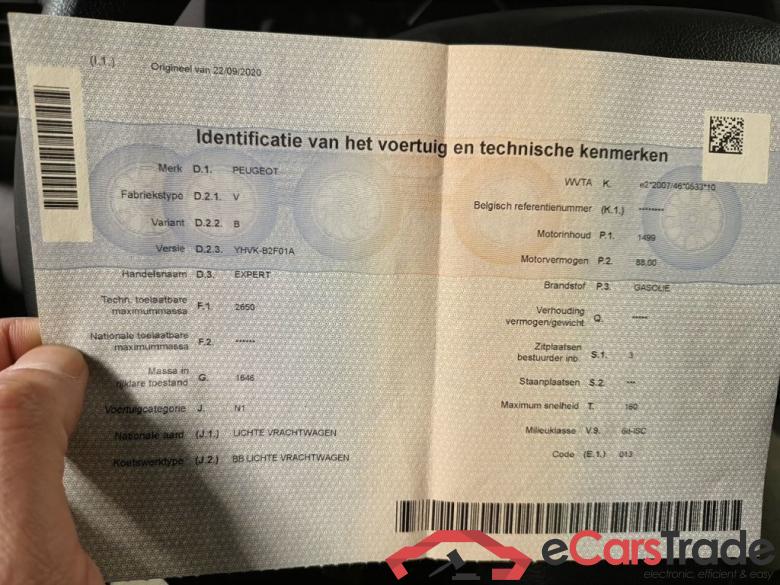 (I.1.) Origineel van 22/09/2020
Identificatie van het voertuig en technische kenmerken
Merk D.1. PEUGEOT
Fabriekstype D.2.1. V
Variant D.2.2. B
Versie D.2.3. YHVK-B2F01A
Handelsnaam D.3. EXPERT
Techn. toelaatbare
maximummassa F.1. 2650
Nationale toelaatbare
maximummassa F.2. ******
Massa in
rijklare toestand G. 1646
Voertuigcategorie J. N1
Nationale aard (J.1.) LICHTE VRACHTWAGEN
Koetswerktype (J.2.) BB LICHTE VRACHTWAGEN
WVTA K. e2*2007/46*0533*10
Belgisch referentienummer (K.1.) ********
Motorinhoud P.1. 1499
Motorvermogen P.2. 88,00
Brandstof P.3. GASOLIE
Verhouding
vermogen/gewicht Q. *****
Zitplaatsen
bestuurder inb. S.1. 3
Staanplaatsen S.2. ***
Maximum snelheid T. 160
Milieuklasse V.9. 6d-ISC
Code (E.1.) 013
eCarsTrade
electronic, efficient & easy